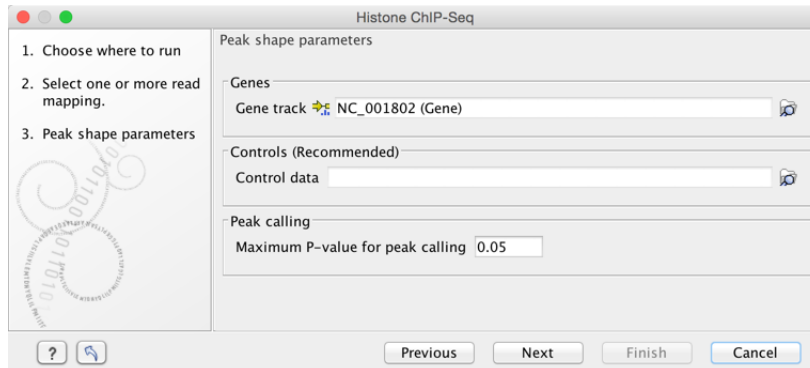 Histone ChIP-Seq
1. Choose where to run
2. Select one or more read
mapping.
3. Peak shape parameters
Peak shape parameters
Genes
Gene track NC_001802 (Gene)
Controls (Recommended)
Control data
Peak calling
Maximum P-value for peak calling 0.05
? Previous Next Finish Cancel